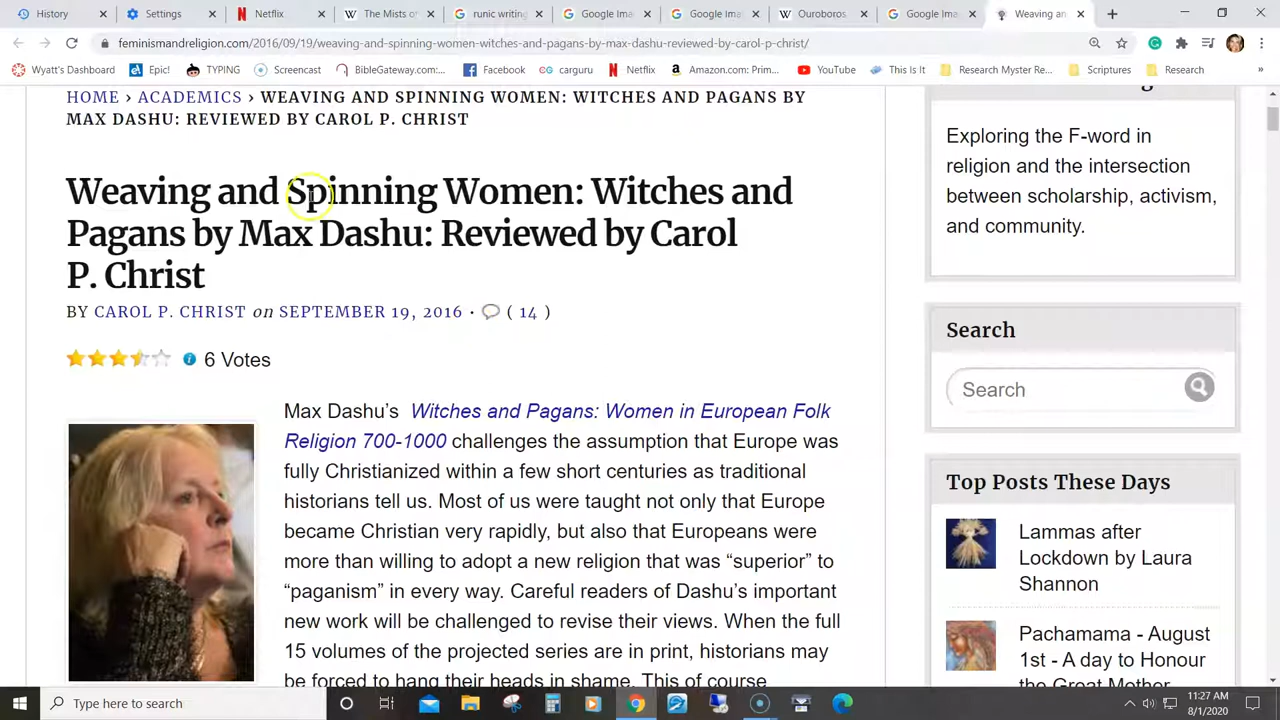 History
Settings
Netflix
The Mists of
runic writing
Google Ima
Google Ima
Ouroboros
Google Ima
Weaving an
feminismandreligion.com/2016/09/19/weaving-and-spinning-women-witches-and-pagans-by-max-dashu-reviewed-by-carol-p-christ/
Wyatt's Dashboard
Epic!
TYPING
Screencast
BibleGateway.com:...
Facebook
carguru
Netflix
Amazon.com: Prim...
YouTube
This Is It
Research Myster Re...
Scriptures
Research
HOME › ACADEMICS › WEAVING AND SPINNING WOMEN: WITCHES AND PAGANS BY
MAX DASHU: REVIEWED BY CAROL P. CHRIST
Weaving and Spinning Women: Witches and
Pagans by Max Dashu: Reviewed by Carol
P. Christ
BY CAROL P. CHRIST on SEPTEMBER 19, 2016 • ( 14 )
6 Votes
Max Dashu's Witches and Pagans: Women in European Folk
Religion 700-1000 challenges the assumption that Europe was
fully Christianized within a few short centuries as traditional
historians tell us. Most of us were taught not only that Europe
became Christian very rapidly, but also that Europeans were
more than willing to adopt a new religion that was “superior” to
“paganism” in every way. Careful readers of Dashu's important
new work will be challenged to revise their views. When the full
15 volumes of the projected series are in print, historians may
be forced to hang their heads in shame. This of course
Exploring the F-word in
religion and the intersection
between scholarship, activism,
and community.
Search
Search
Top Posts These Days
Lammas after
Lockdown by Laura
Shannon
Pachamama - August
1st - A day to Honour
the Great Mother
Type here to search
11:27 AM
8/1/2020